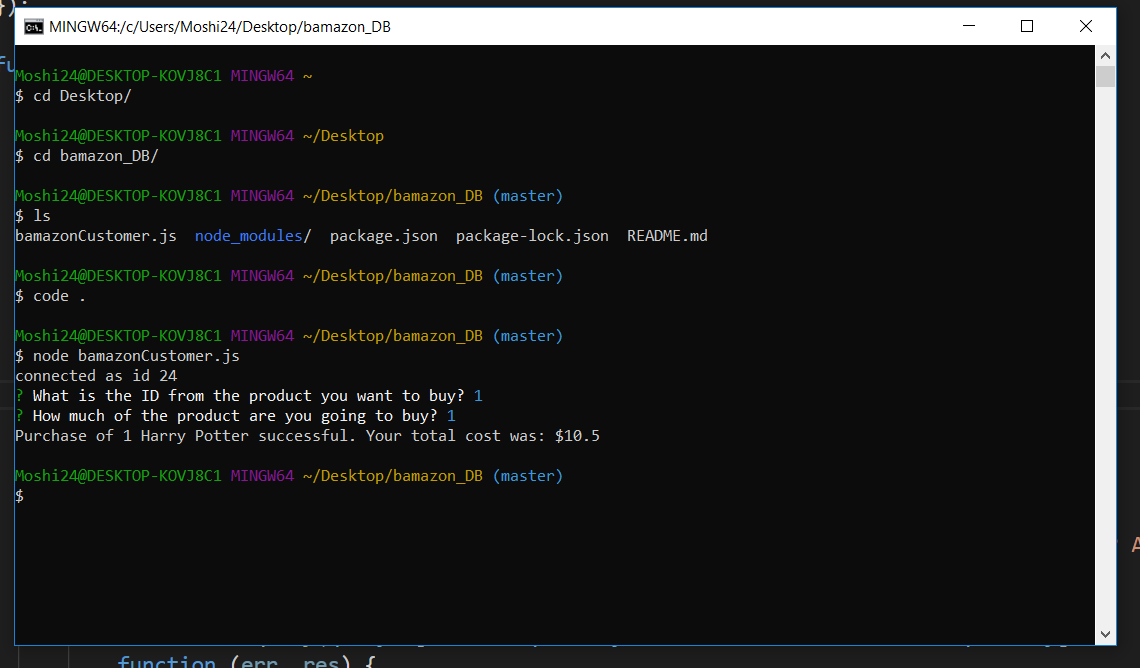 });
MINGW64:/c/Users/Moshi24/Desktop/bamazon_DB
fu
Moshi24@DESKTOP-KOVJ8C1 MINGW64 ~
$ cd Desktop/
Moshi24@DESKTOP-KOVJ8C1 MINGW64 ~/Desktop
$ cd bamazon_DB/
Moshi24@DESKTOP-KOVJ8C1 MINGW64 ~/Desktop/bamazon_DB (master)
$ ls
bamazonCustomer.js node_modules/ package.json package-lock.json README.md
Moshi24@DESKTOP-KOVJ8C1 MINGW64 ~/Desktop/bamazon_DB (master)
$ code .
Moshi24@DESKTOP-KOVJ8C1 MINGW64 ~/Desktop/bamazon_DB (master)
$ node bamazonCustomer.js
connected as id 24
? What is the ID from the product you want to buy? 1
? How much of the product are you going to buy? 1
Purchase of 1 Harry Potter successful. Your total cost was: $10.5
Moshi24@DESKTOP-KOVJ8C1 MINGW64 ~/Desktop/bamazon_DB (master)
$
function (err, res) {